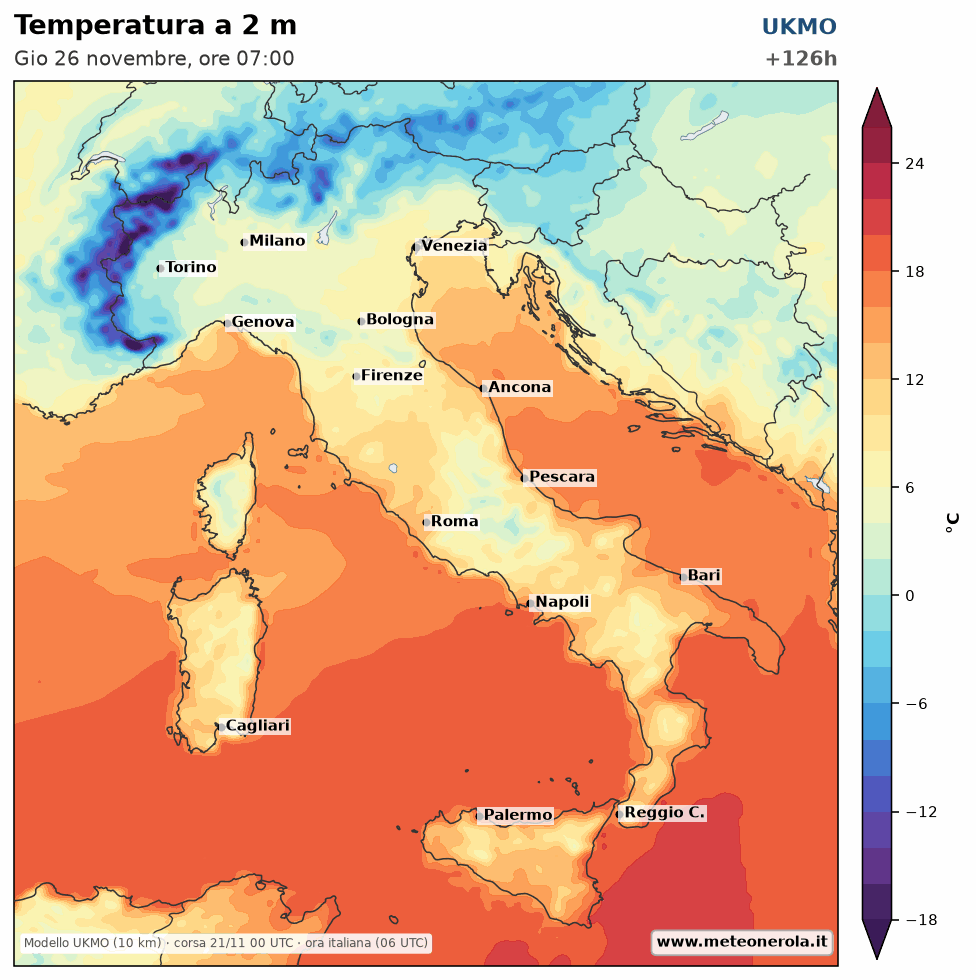 Temperatura a 2 m
UKMO
Gio 26 novembre, ore 07:00
+126h
Milano
Venezia
Torino
Genova
Bologna
Firenze
Ancona
Pescara
Roma
Bari
Napoli
Cagliari
Palermo
Reggio C.
24
18
12
6
0
−6
−12
−18
°C
Modello UKMO (10 km) · corsa 21/11 00 UTC · ora italiana (06 UTC)
www.meteonerola.it